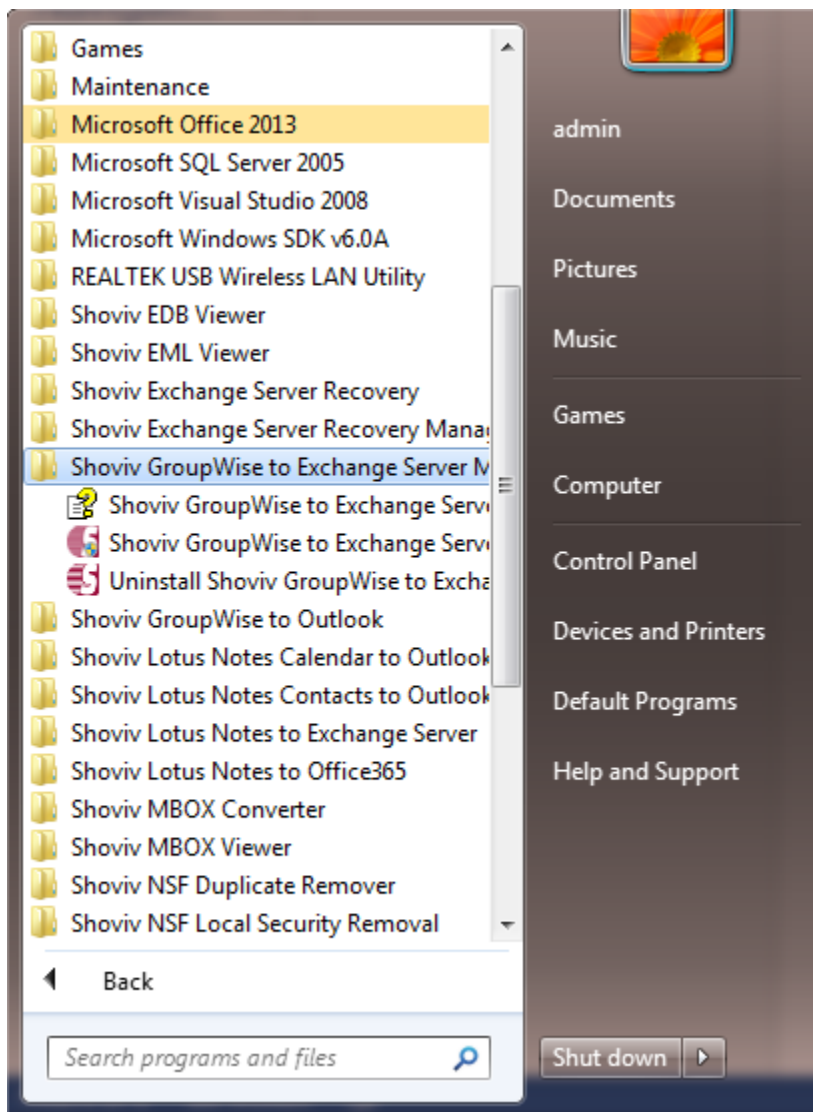 Games
Maintenance
Microsoft Office 2013
Microsoft SQL Server 2005
Microsoft Visual Studio 2008
Microsoft Windows SDK v6.0A
REALTEK USB Wireless LAN Utility
Shoviv EDB Viewer
Shoviv EML Viewer
Shoviv Exchange Server Recovery
Shoviv Exchange Server Recovery Mana
Shoviv GroupWise to Exchange Server M
Shoviv GroupWise to Exchange Serv
Shoviv GroupWise to Exchange Serv
Uninstall Shoviv GroupWise to Excha
Shoviv GroupWise to Outlook
Shoviv Lotus Notes Calendar to Outlook
Shoviv Lotus Notes Contacts to Outlook
Shoviv Lotus Notes to Exchange Server
Shoviv Lotus Notes to Office365
Shoviv MBOX Converter
Shoviv MBOX Viewer
Shoviv NSF Duplicate Remover
Shoviv NSF Local Security Removal
Back
Search programs and files
admin
Documents
Pictures
Music
Games
Computer
Control Panel
Devices and Printers
Default Programs
Help and Support
Shut down